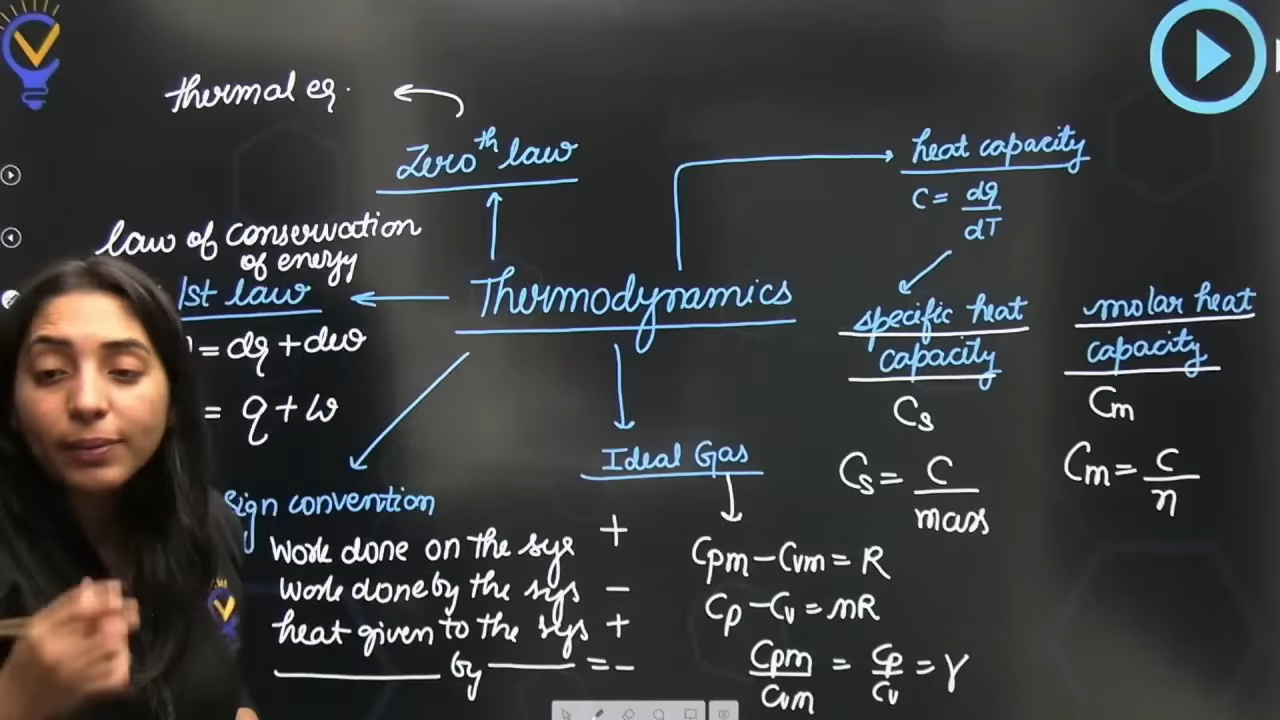 thermal eq.
Zeroth law
heat capacity
C = dq/dT
law of conservation
of energy
1st law
Thermodynamics
specific heat
capacity
Cs
Cs = C/mass
molar heat
capacity
Cm
Cm = C/n
= dq + dw
= q + w
Ideal Gas
Cpm - Cvm = R
Cp - Cv = nR
Cpm/Cvm = Cp/Cv = γ
Sign convention
Work done on the sys +
Work done by the sys −
heat given to the sys +
by = −